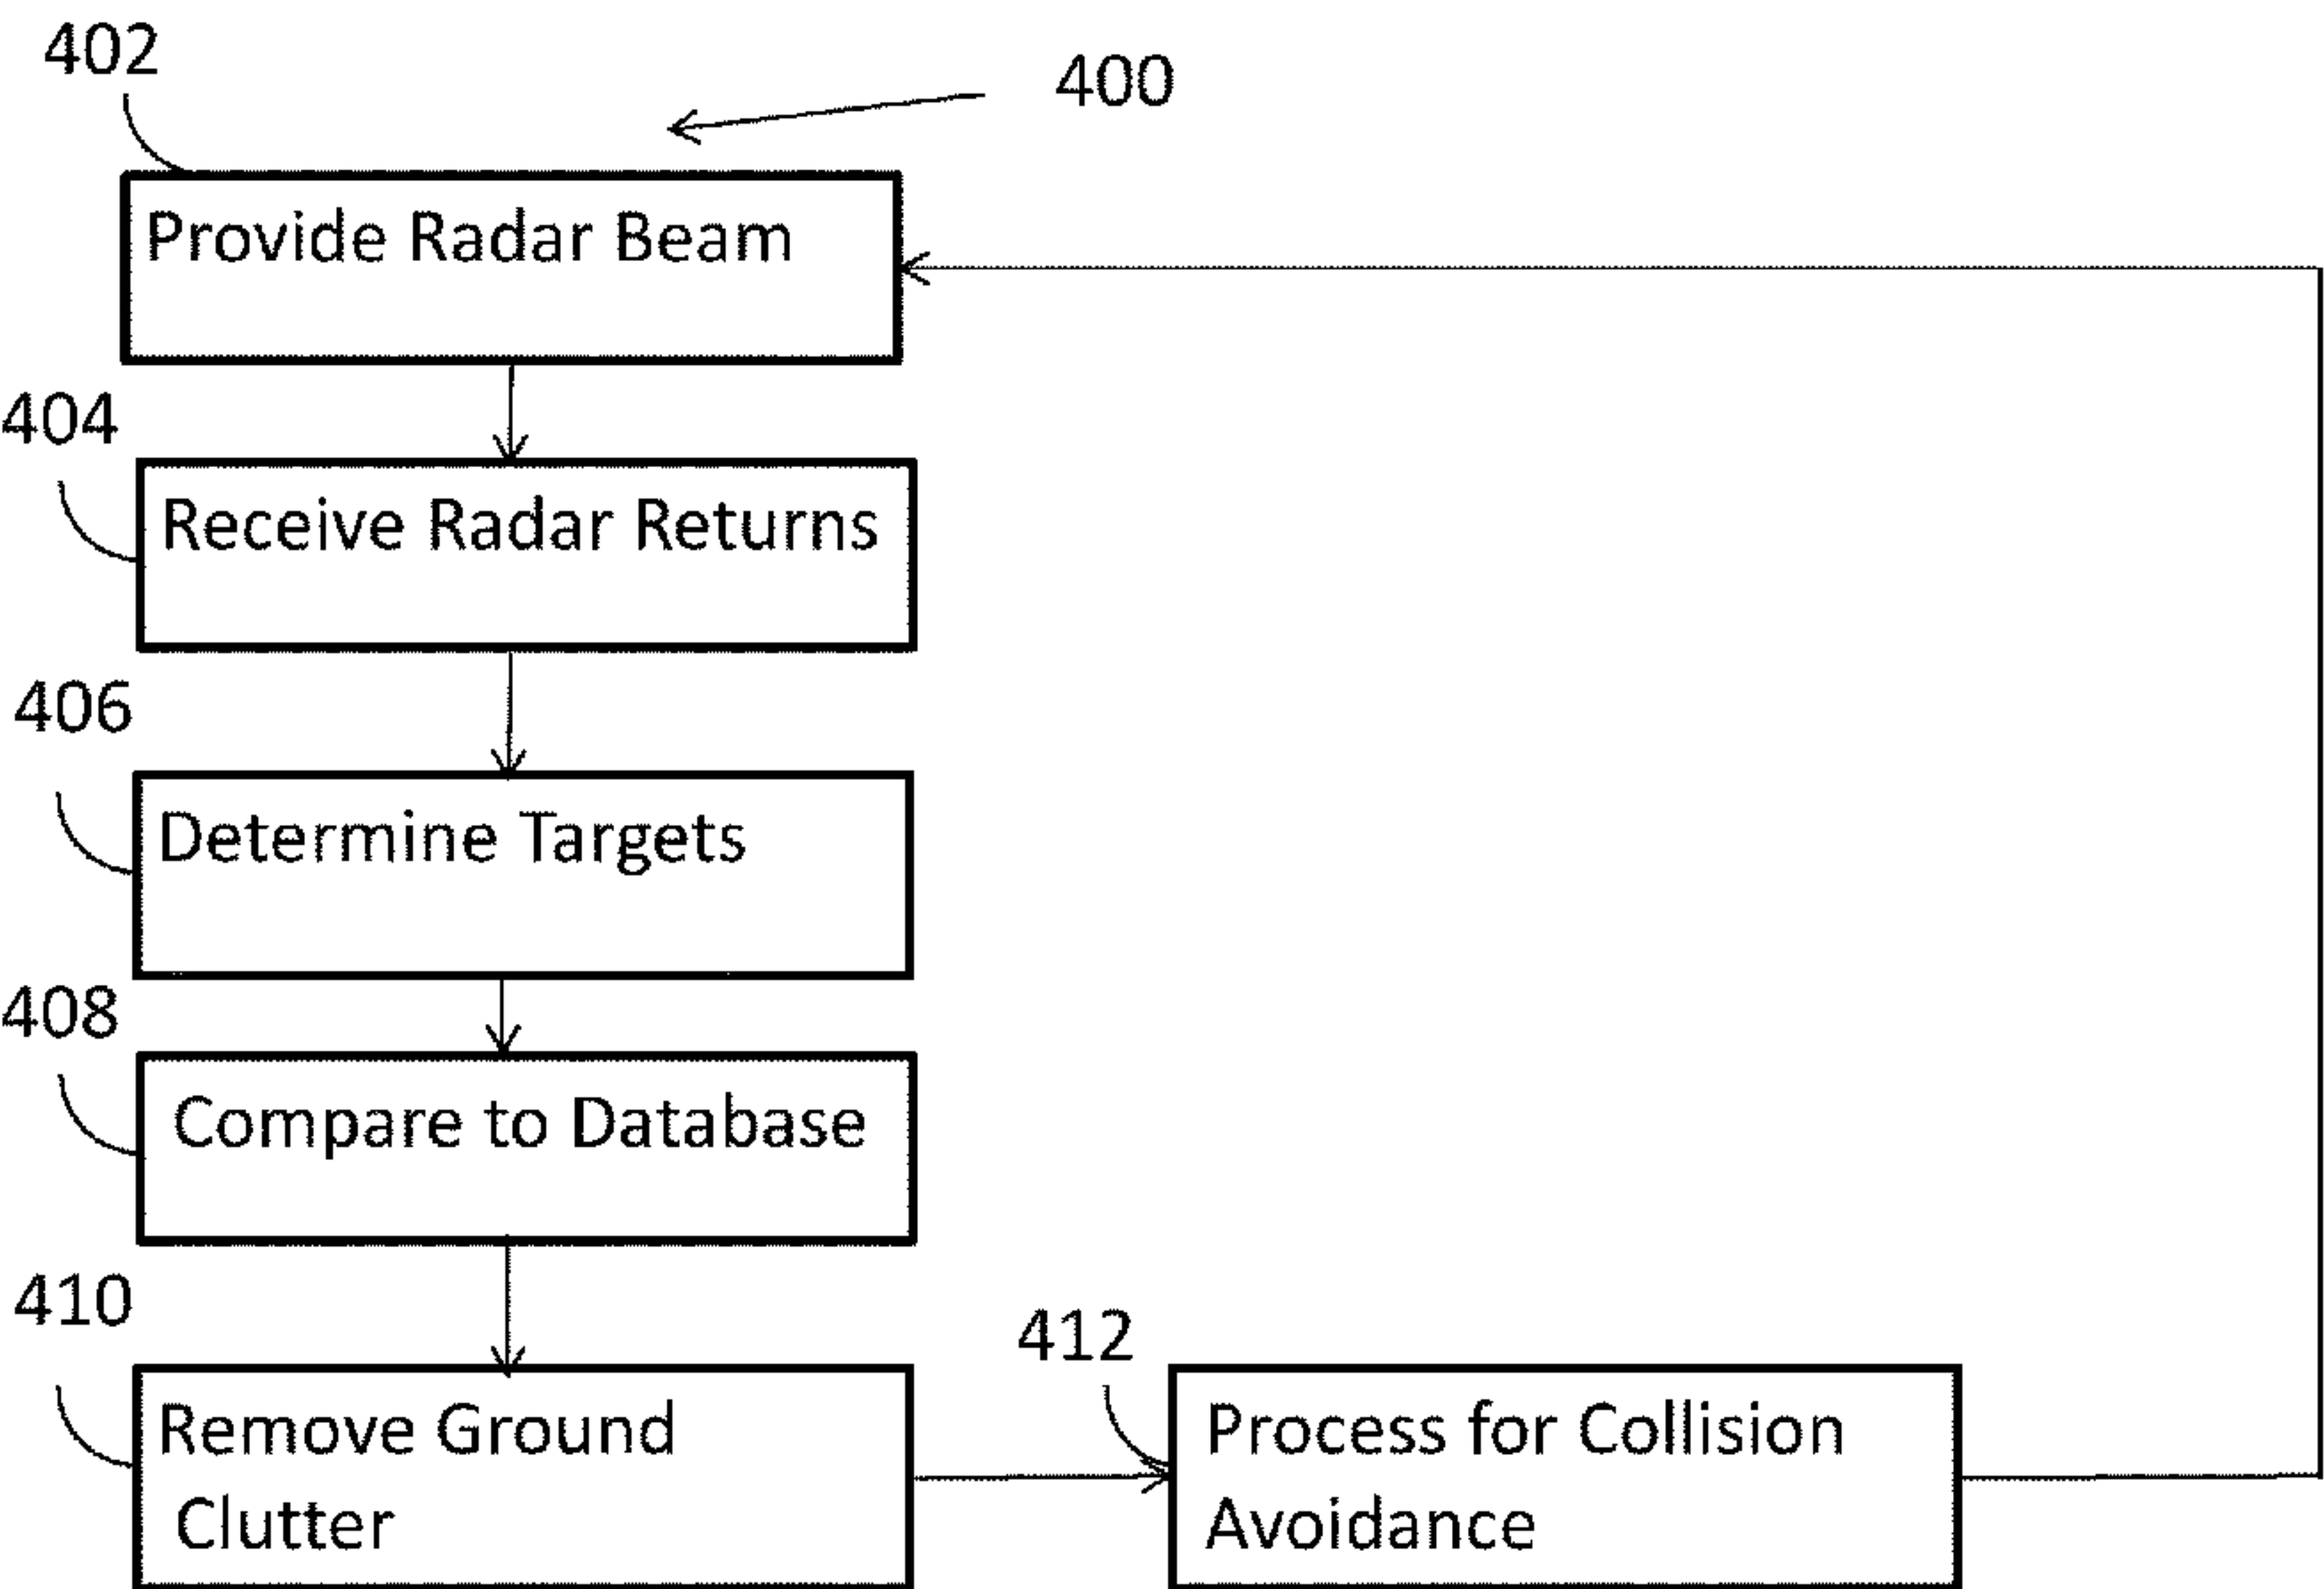 402
400
Provide Radar Beam
404
Receive Radar Returns
406
Determine Targets
408
Compare to Database
410
Remove Ground
Clutter
412
Process for Collision
Avoidance